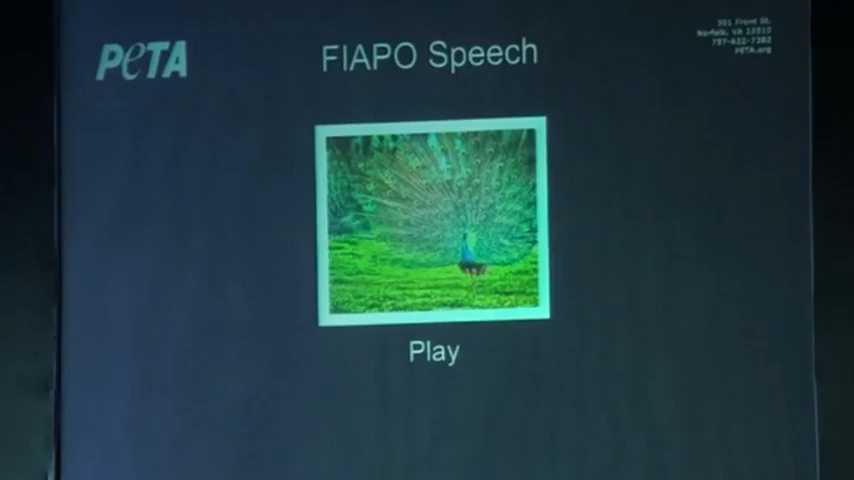 PETA
FIAPO Speech
501 Front St.
Norfolk, VA 23510
757-622-7382
PETA.org
Play